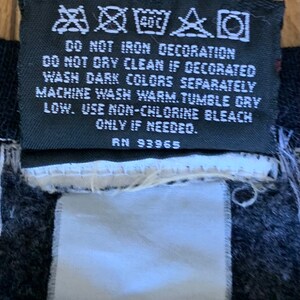 40°C
DO NOT IRON DECORATION
DO NOT DRY CLEAN IF DECORATED
WASH DARK COLORS SEPARATELY
MACHINE WASH WARM.TUMBLE DRY
LOW. USE NON-CHLORINE BLEACH
ONLY IF NEEDED.
RN 93965